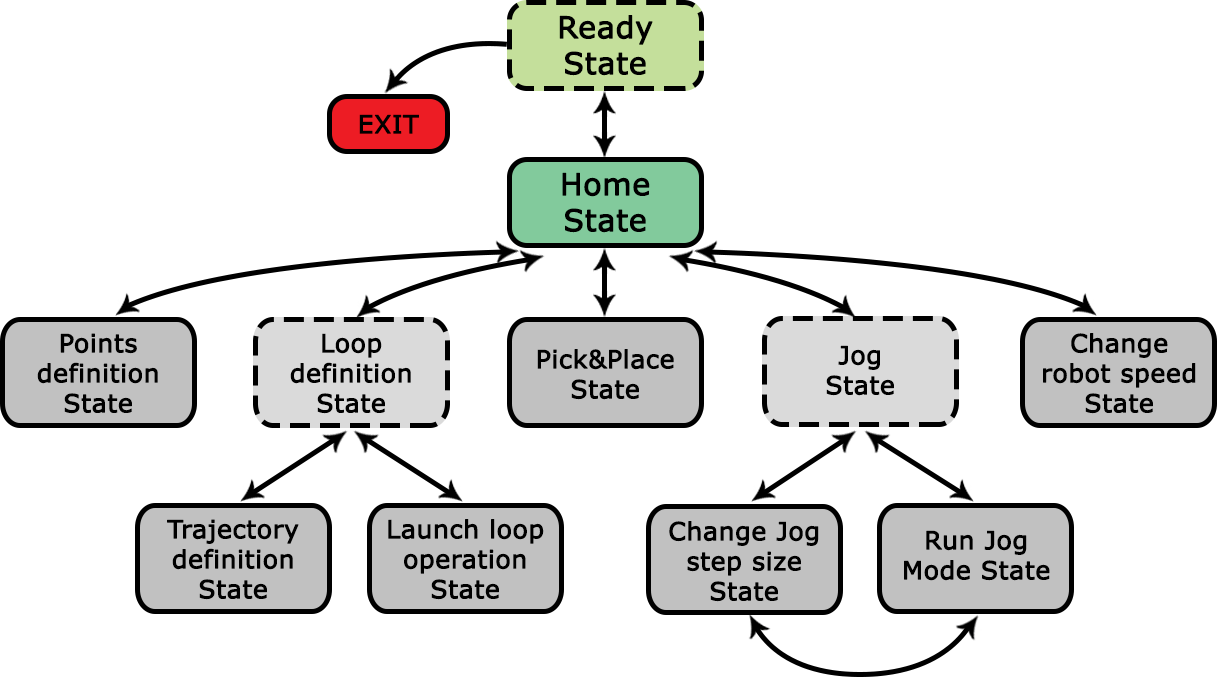 Ready
State
EXIT
Home
State
Points
definition
State
Loop
definition
State
Pick&Place
State
Jog
State
Change
robot speed
State
Trajectory
definition
State
Launch loop
operation
State
Change Jog
step size
State
Run Jog
Mode State